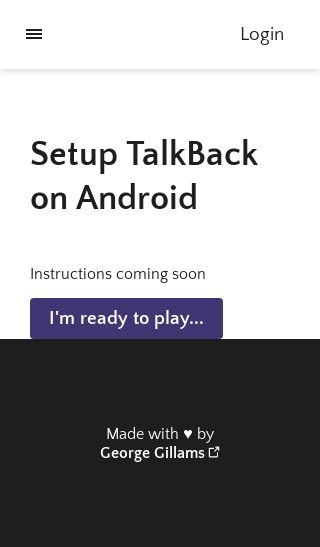 Login
Setup TalkBack
on Android
Instructions coming soon
I'm ready to play...
Made with ♥ by
George Gillams